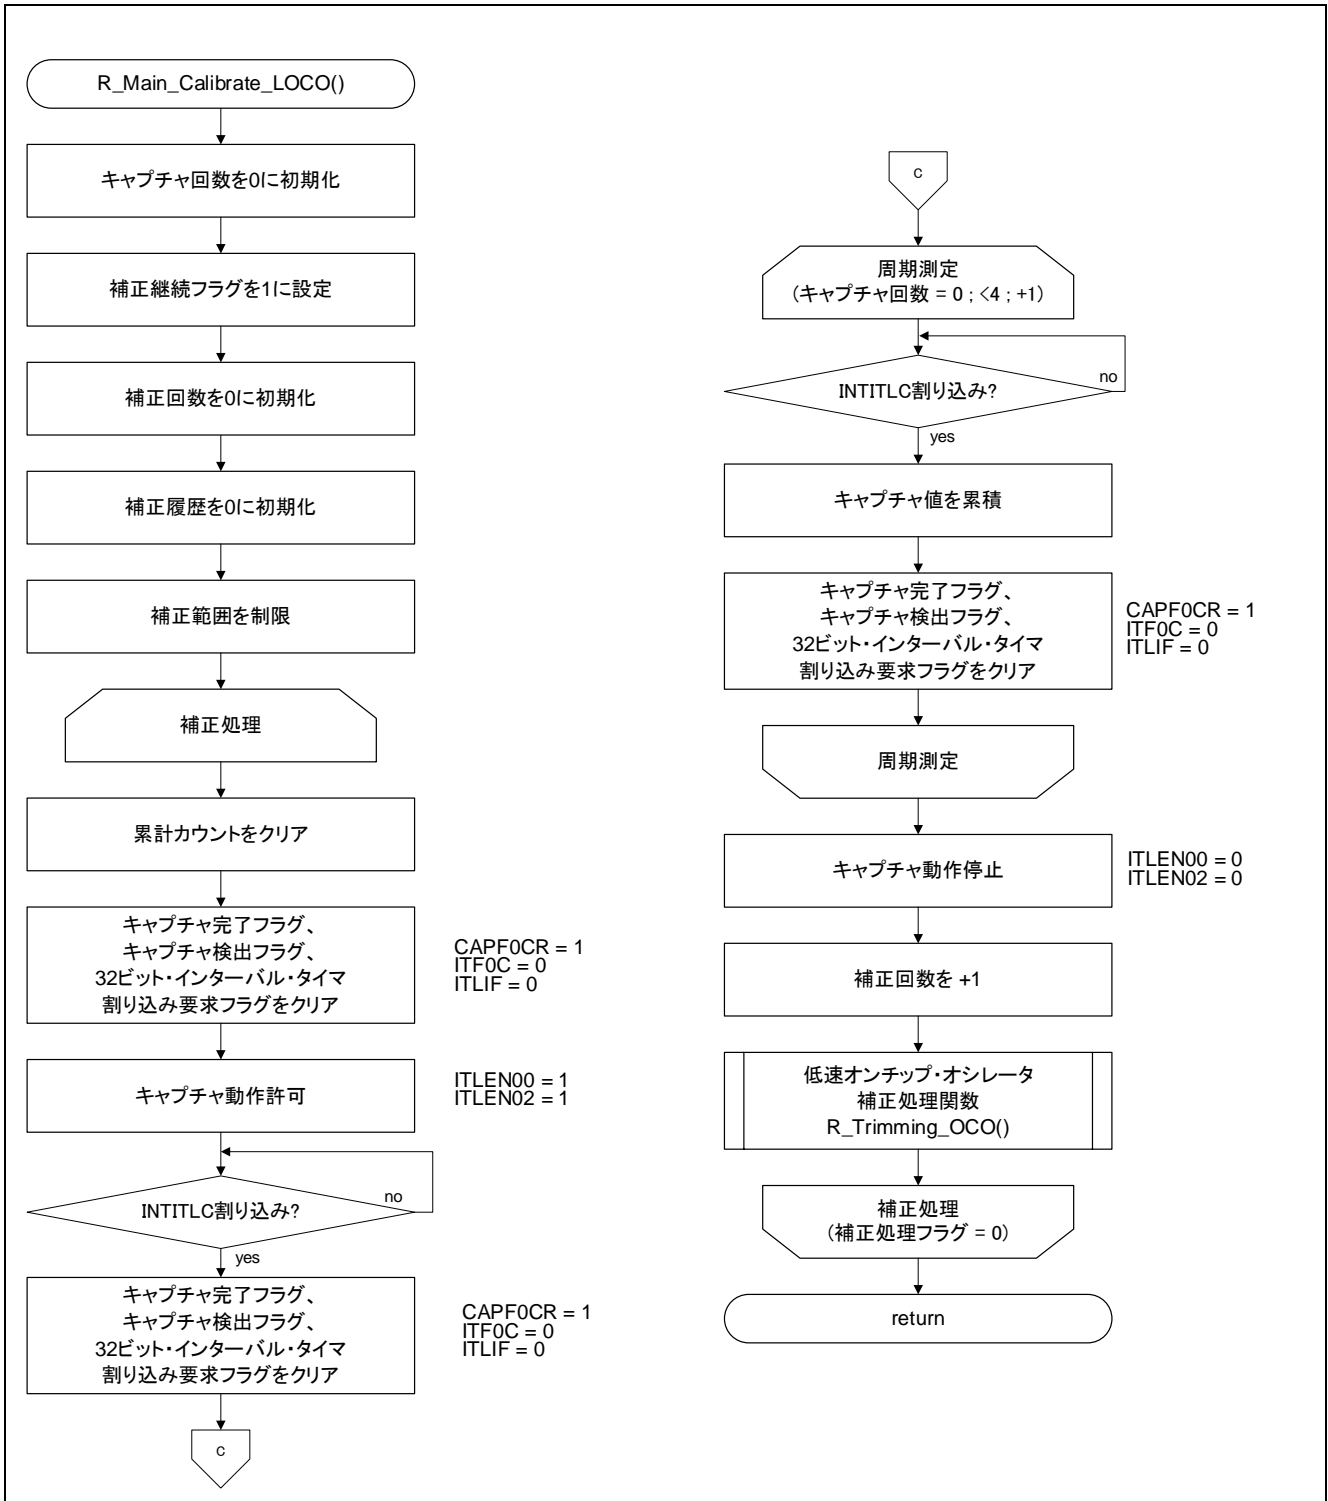 R_Main_Calibrate_LOCO()
キャプチャ回数を0に初期化
補正継続フラグを1に設定
補正回数を0に初期化
補正履歴を0に初期化
補正範囲を制限
補正処理
累計カウントをクリア
キャプチャ完了フラグ、
キャプチャ検出フラグ、
32ビット・インターバル・タイマ
割り込み要求フラグをクリア
CAPF0CR = 1
ITF0C = 0
ITLIF = 0
キャプチャ動作許可
ITLEN00 = 1
ITLEN02 = 1
INTITLC割り込み?
no
yes
キャプチャ完了フラグ、
キャプチャ検出フラグ、
32ビット・インターバル・タイマ
割り込み要求フラグをクリア
CAPF0CR = 1
ITF0C = 0
ITLIF = 0
C
C
周期測定
(キャプチャ回数 = 0 ; <4 ; +1)
INTITLC割り込み?
no
yes
キャプチャ値を累積
キャプチャ完了フラグ、
キャプチャ検出フラグ、
32ビット・インターバル・タイマ
割り込み要求フラグをクリア
CAPF0CR = 1
ITF0C = 0
ITLIF = 0
周期測定
キャプチャ動作停止
ITLEN00 = 0
ITLEN02 = 0
補正回数を +1
低速オンチップ・オシレータ
補正処理関数
R_Trimming_OCO()
補正処理
(補正処理フラグ = 0)
return